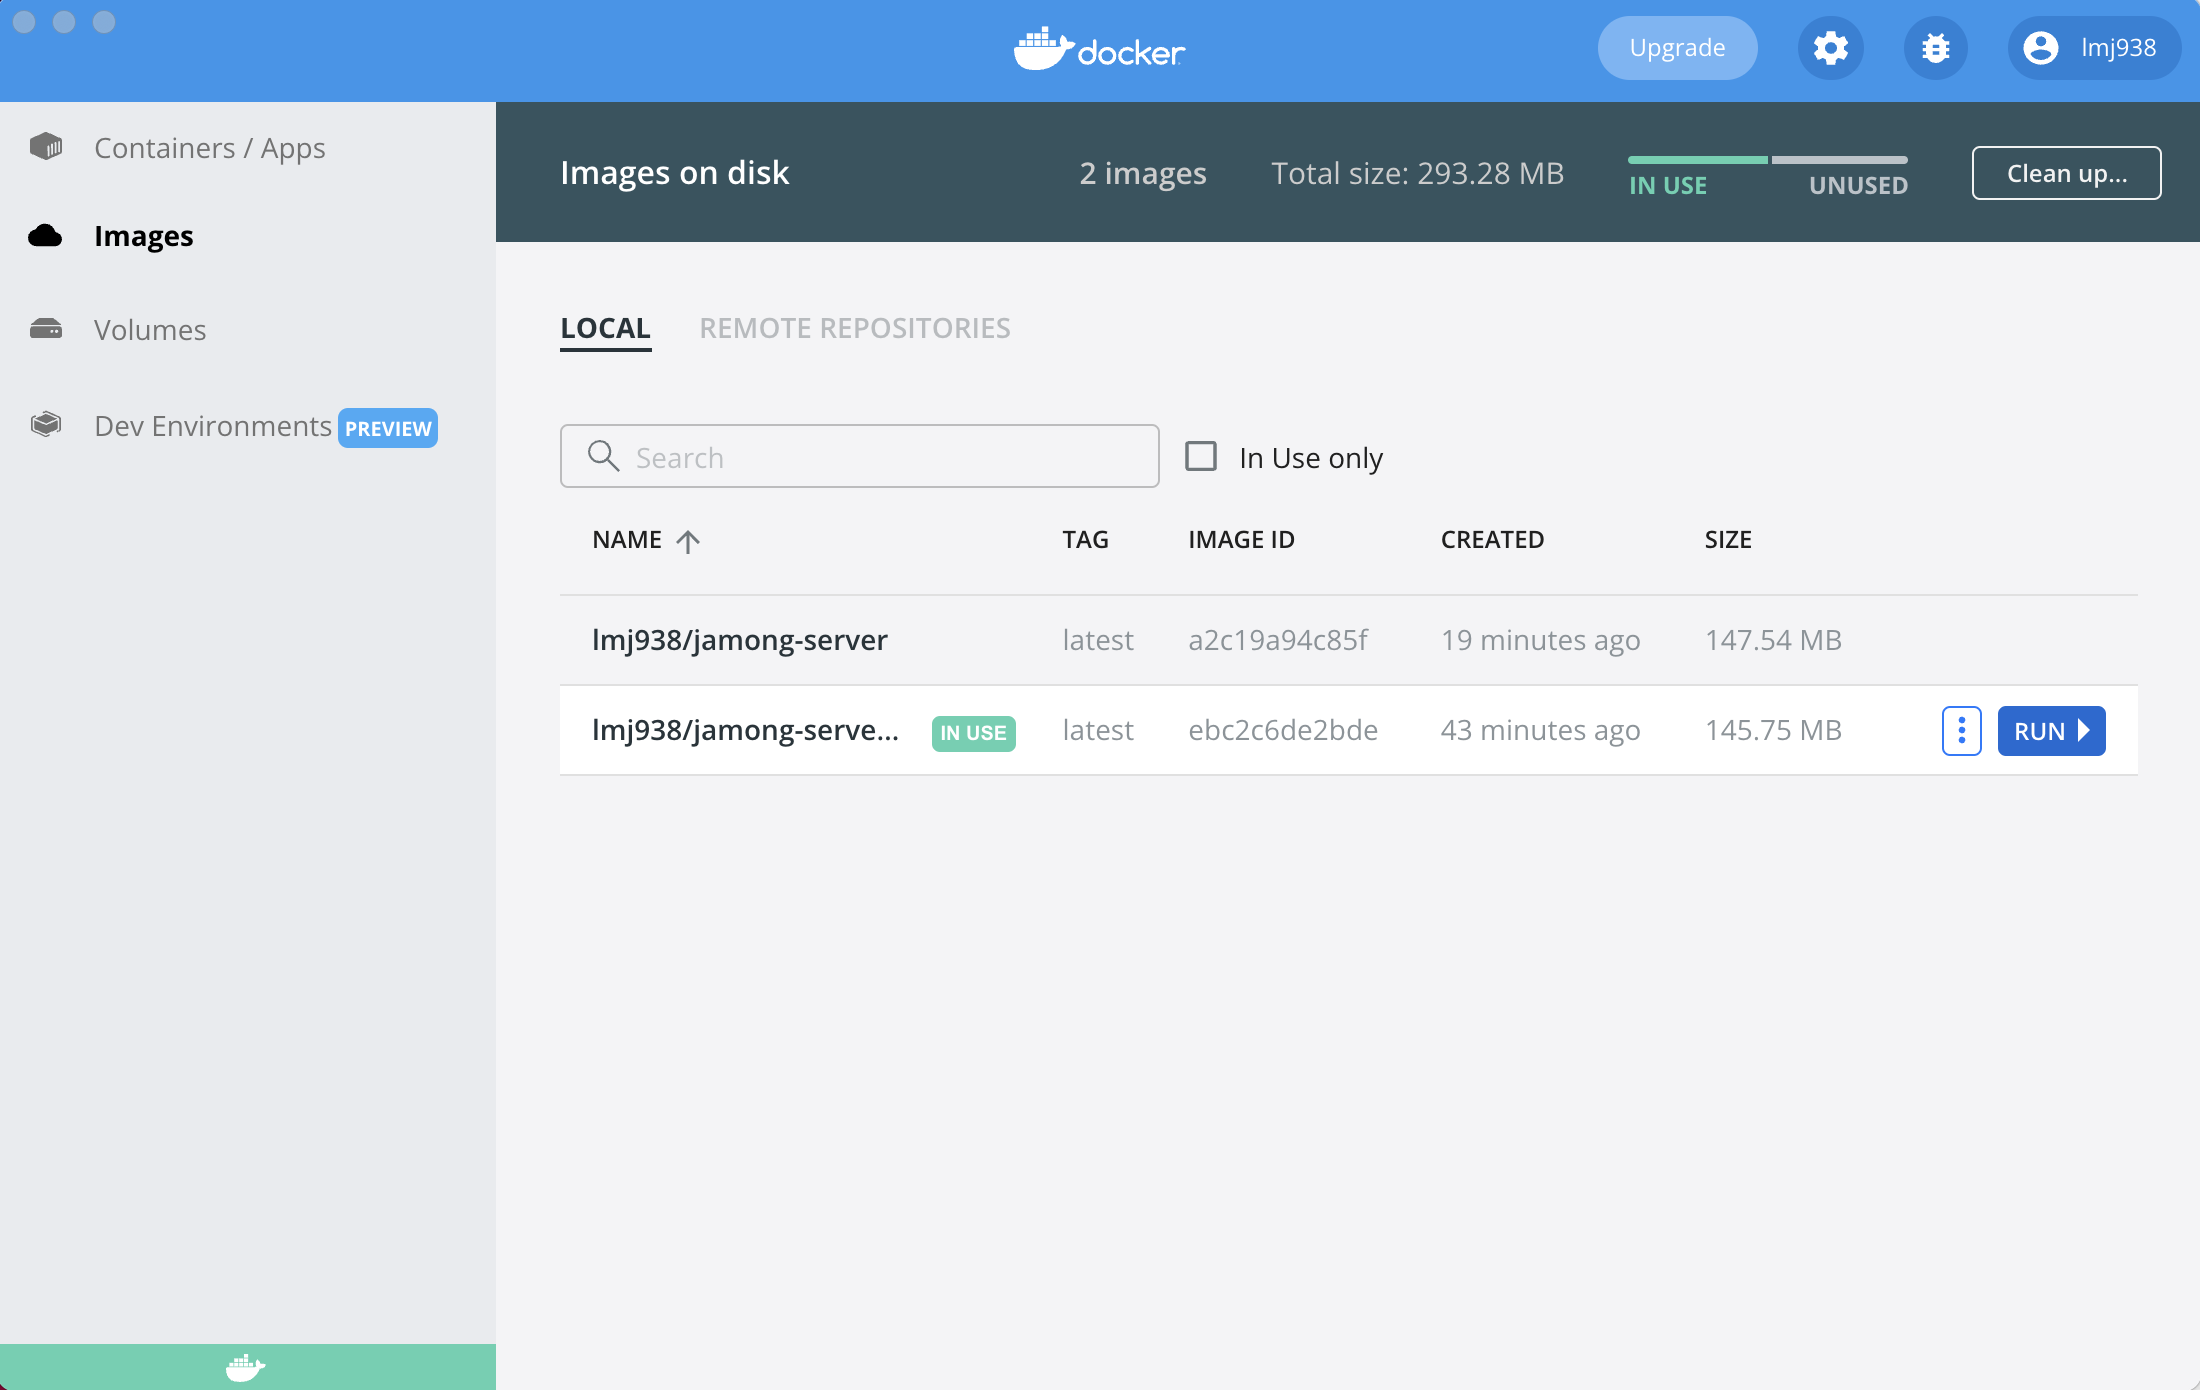 docker
Upgrade
lmj938
Containers / Apps
Images
Volumes
Dev Environments PREVIEW
Images on disk
2 images
Total size: 293.28 MB
IN USE
UNUSED
Clean up...
LOCAL
REMOTE REPOSITORIES
Search
In Use only
NAME TAG IMAGE ID CREATED SIZE
lmj938/jamong-server latest a2c19a94c85f 19 minutes ago 147.54 MB
lmj938/jamong-serve... IN USE latest ebc2c6de2bde 43 minutes ago 145.75 MB RUN